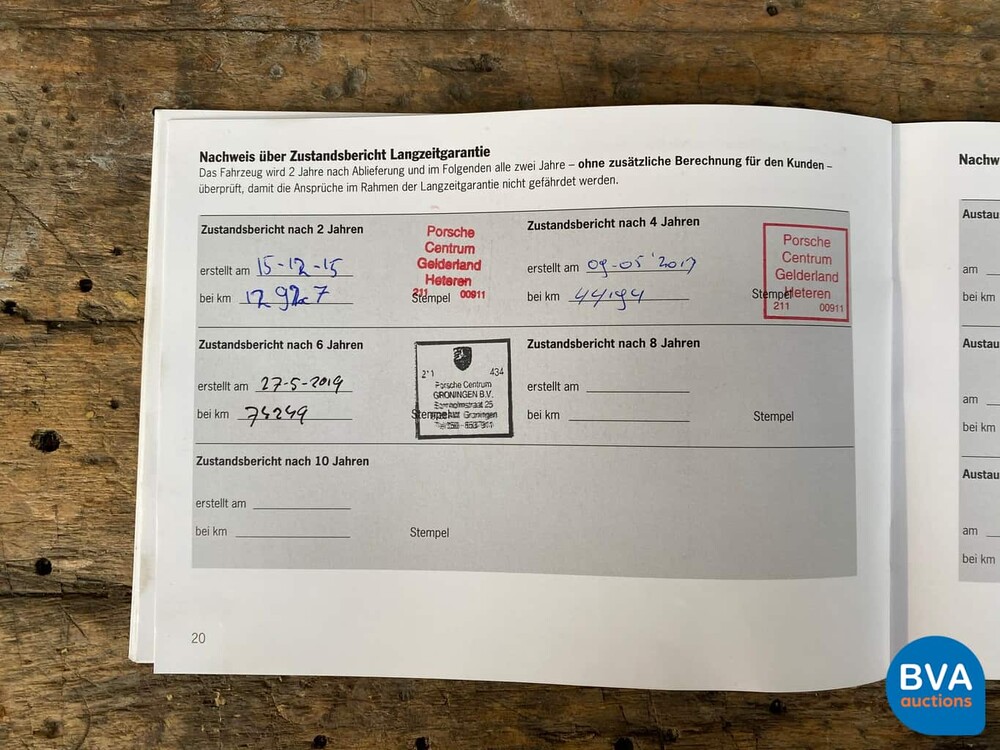 Nachweis über Zustandsbericht Langzeitgarantie
Das Fahrzeug wird 2 Jahre nach Ablieferung und im Folgenden alle zwei Jahre – ohne zusätzliche Berechnung für den Kunden –
überprüft, damit die Ansprüche im Rahmen der Langzeitgarantie nicht gefährdet werden.
Zustandsbericht nach 2 Jahren
erstellt am 15-12-15
bei km
Stempel
Porsche
Centrum
Gelderland
Heteren
211 00911
Zustandsbericht nach 4 Jahren
erstellt am 09-05 2017
bei km 44194
Stempel
Porsche
Centrum
Gelderland
Heteren
211 00911
Zustandsbericht nach 6 Jahren
erstellt am 27-5-2019
bei km 74249
Stempel
211 434
Porsche Centrum
GRONINGEN B.V.
Groningen
Zustandsbericht nach 8 Jahren
erstellt am
bei km
Stempel
Zustandsbericht nach 10 Jahren
erstellt am
bei km
Stempel
20
Nachw
Austau
am
bei km
Austau
am
bei km
Austau
am
bei km
BVA
auctions